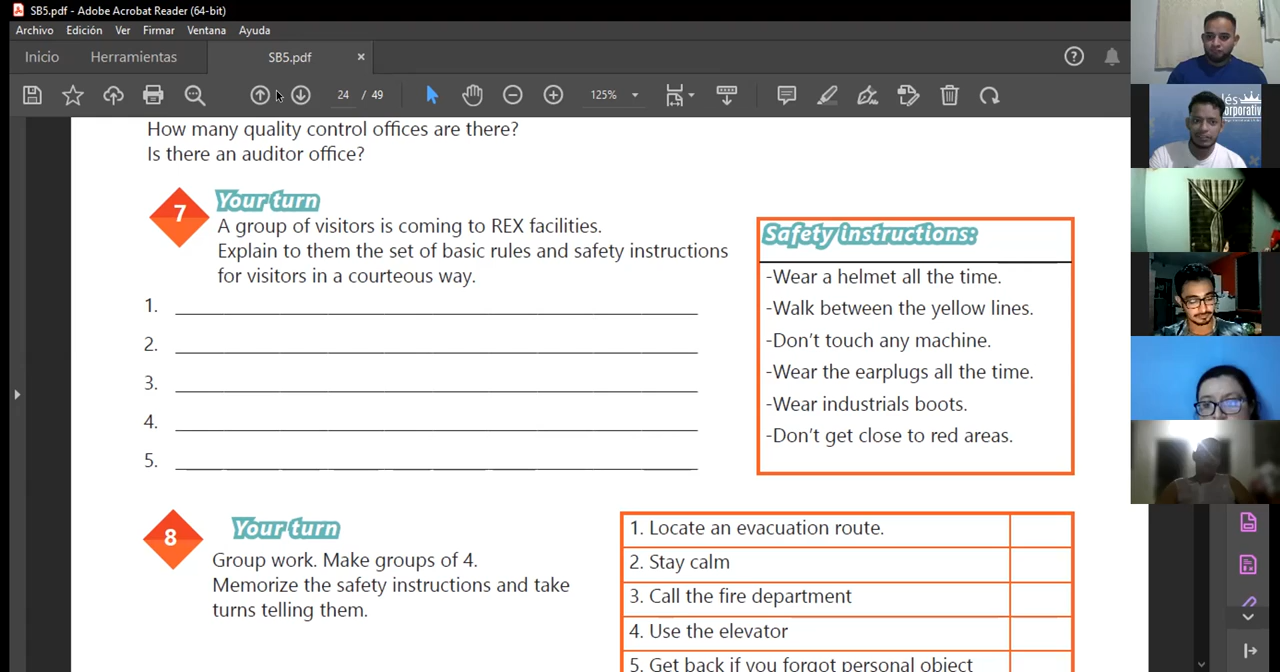 SB5.pdf - Adobe Acrobat Reader (64-bit)
Archivo Edición Ver Firmar Ventana Ayuda
Inicio Herramientas SB5.pdf
24 / 49 125%
How many quality control offices are there?
Is there an auditor office?
7 Your turn
A group of visitors is coming to REX facilities.
Explain to them the set of basic rules and safety instructions
for visitors in a courteous way.
1.
2.
3.
4.
5.
Safety instructions:
-Wear a helmet all the time.
-Walk between the yellow lines.
-Don't touch any machine.
-Wear the earplugs all the time.
-Wear industrials boots.
-Don't get close to red areas.
8 Your turn
Group work. Make groups of 4.
Memorize the safety instructions and take
turns telling them.
1. Locate an evacuation route.
2. Stay calm
3. Call the fire department
4. Use the elevator
5. Get back if you forgot personal object